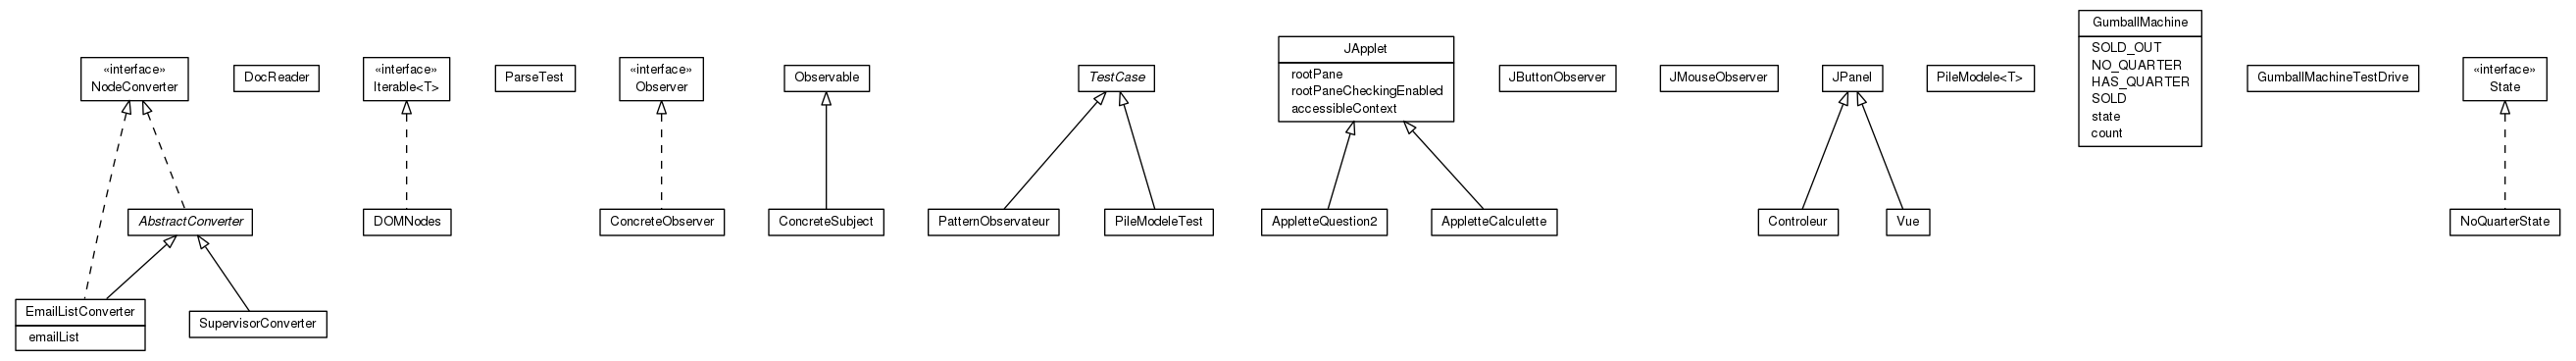 «interface»
NodeConverter
DocReader
«interface»
Iterable<T>
ParseTest
«interface»
Observer
Observable
TestCase
JApplet
rootPane
rootPaneCheckingEnabled
accessibleContext
JButtonObserver
JMouseObserver
JPanel
PileModele<T>
GumballMachine
SOLD_OUT
NO_QUARTER
HAS_QUARTER
SOLD
state
count
GumballMachineTestDrive
«interface»
State
AbstractConverter
DOMNodes
ConcreteObserver
ConcreteSubject
PatternObservateur
PileModeleTest
AppletteQuestion2
AppletteCalculette
Controleur
Vue
NoQuarterState
EmailListConverter
emailList
SupervisorConverter